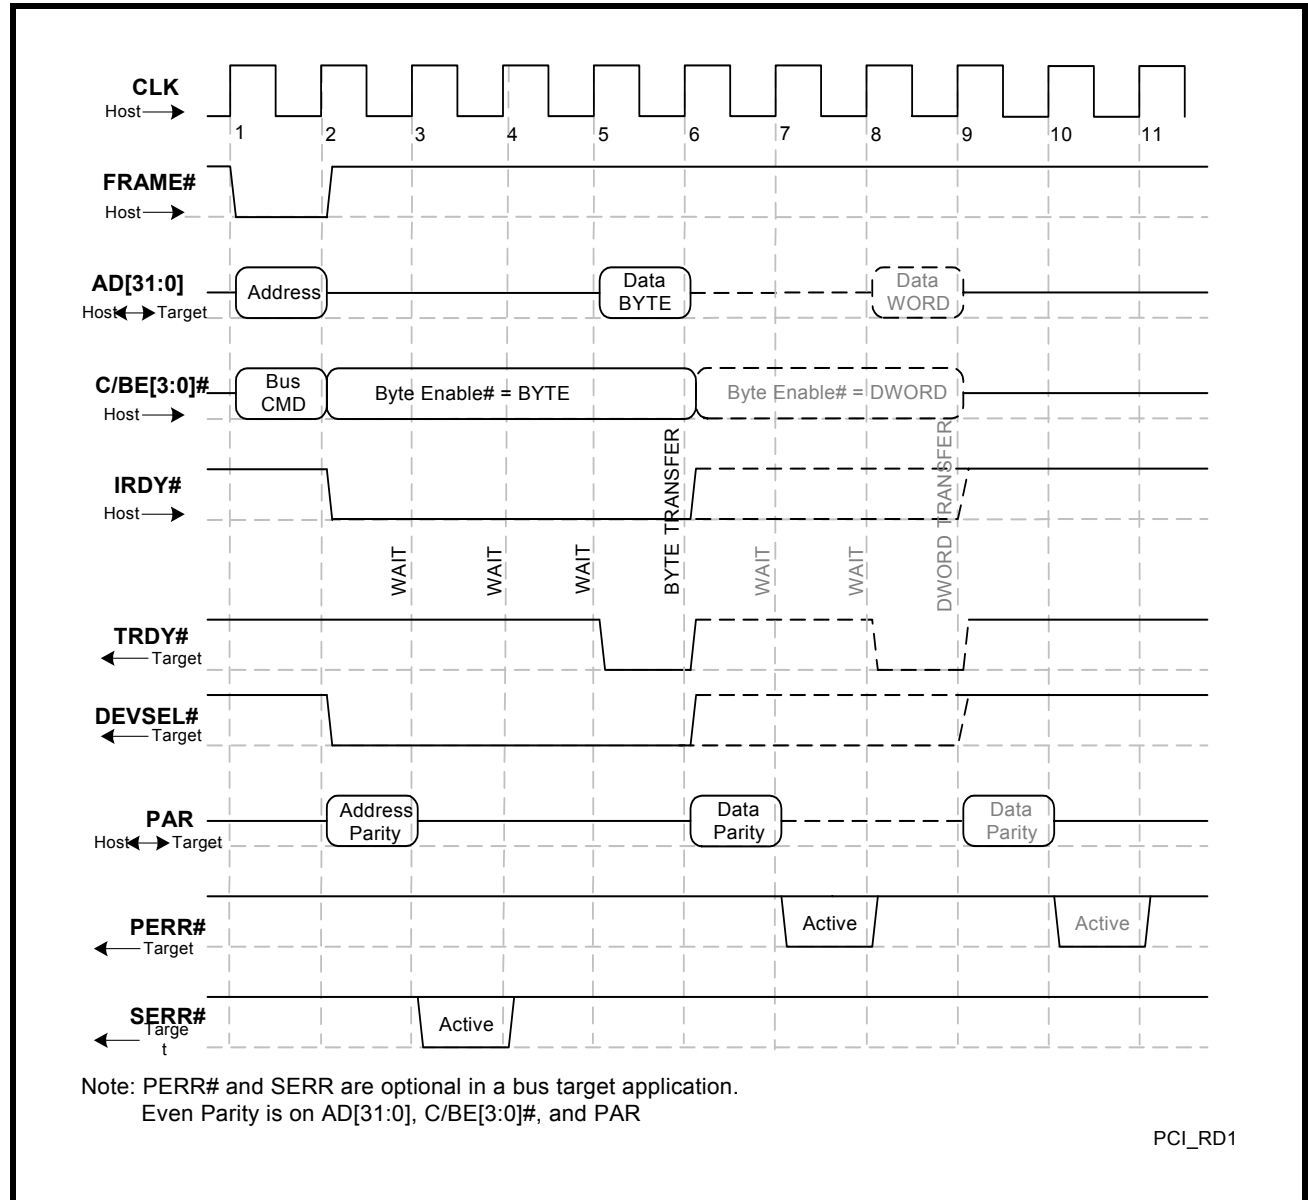 CLK
Host
1 2 3 4 5 6 7 8 9 10 11
FRAME#
Host
AD[31:0]
Host Target
Address
Data
BYTE
Data
WORD
C/BE[3:0]#
Host
Bus
CMD
Byte Enable# = BYTE
Byte Enable# = DWORD
IRDY#
Host
WAIT
WAIT
WAIT
BYTE TRANSFER
WAIT
WAIT
DWORD TRANSFER
TRDY#
Target
DEVSEL#
Target
PAR
Host Target
Address
Parity
Data
Parity
Data
Parity
PERR#
Target
Active
Active
SERR#
Targe
t
Active
Note: PERR# and SERR are optional in a bus target application.
Even Parity is on AD[31:0], C/BE[3:0]#, and PAR
PCI_RD1